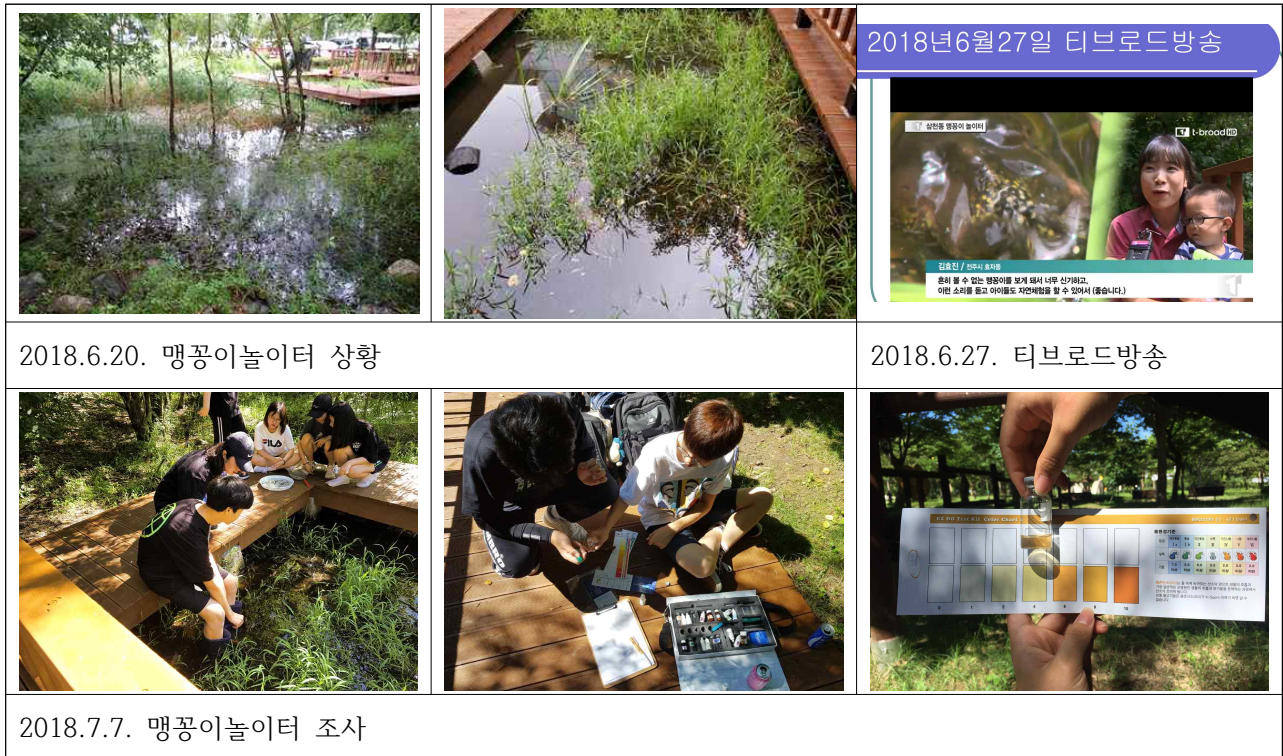 2018년6월27일 티브로드방송
삼천동 맹꽁이 놀이터
t-broad HD
김효진 / 전주시 효자동
흔히 볼 수 없는 맹꽁이를 보게 돼서 너무 신기하고,
이런 소리를 듣고 아이들도 자연체험을 할 수 있어서 (좋습니다.)
2018.6.20. 맹꽁이놀이터 상황
2018.6.27. 티브로드방송
FILA
Test Kit Color Chart
2018.7.7. 맹꽁이놀이터 조사